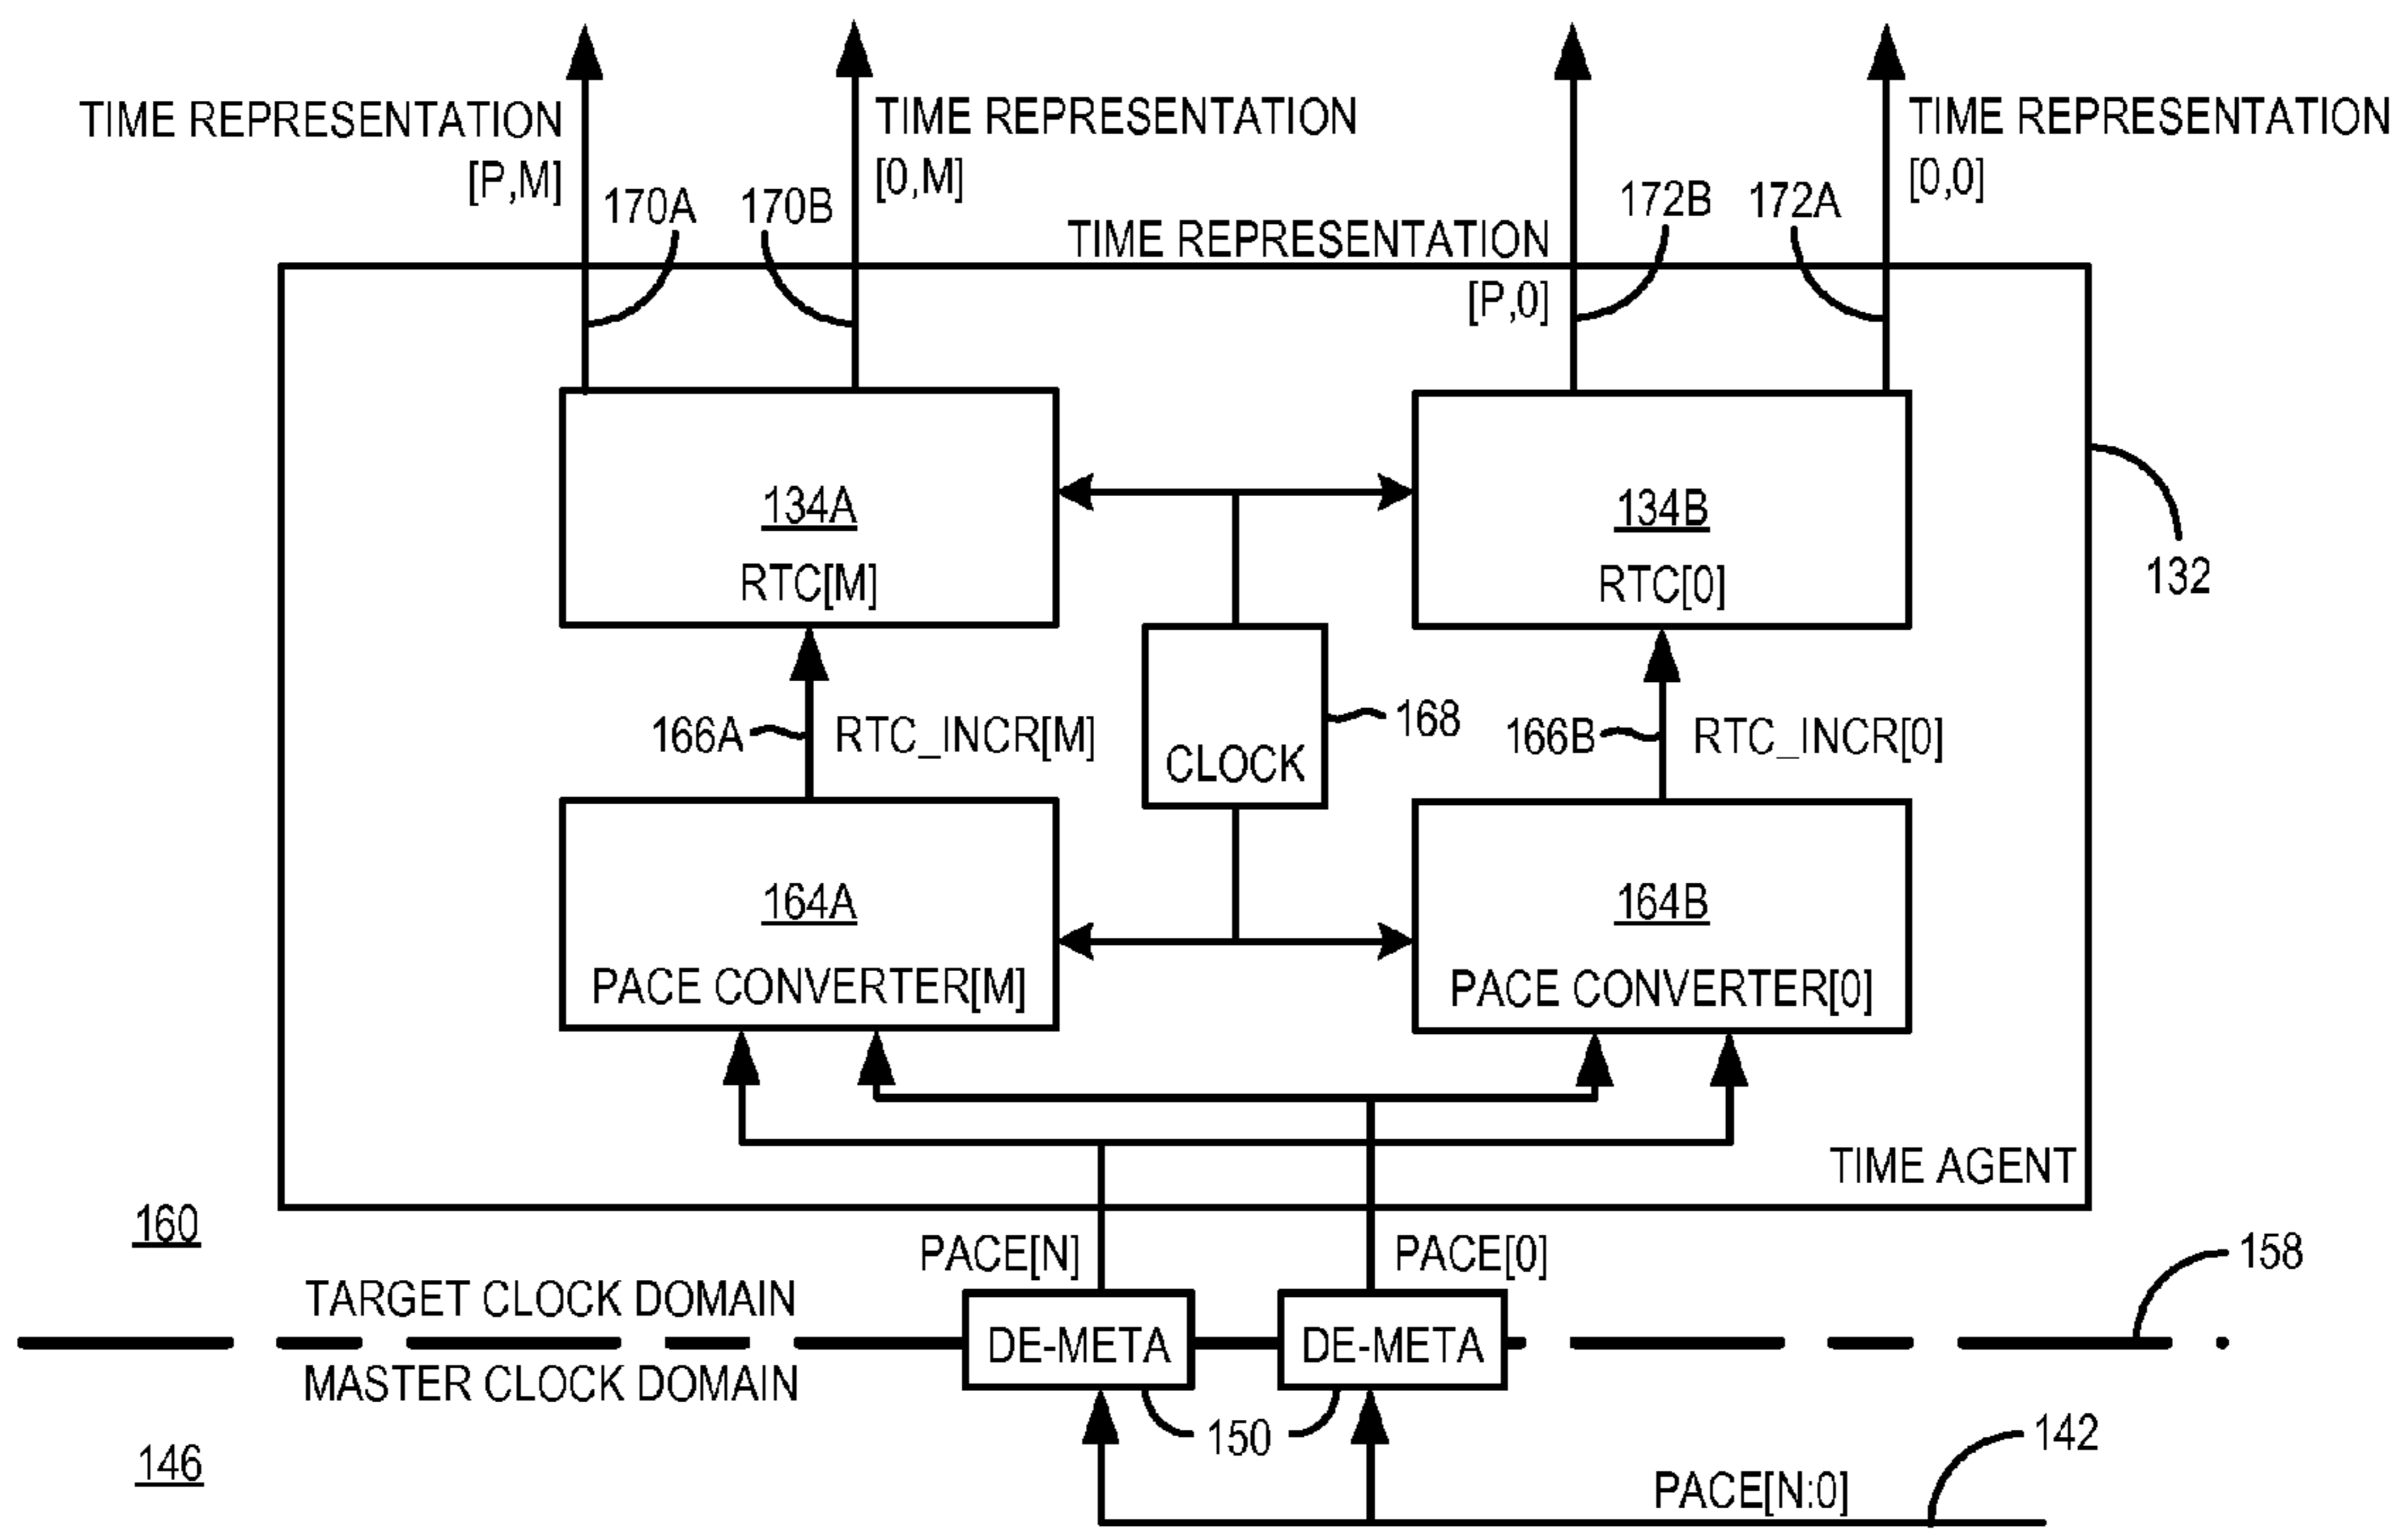 TIME REPRESENTATION
[P,M]
170A
170B
TIME REPRESENTATION
[0,M]
TIME REPRESENTATION
[P,0]
172B
172A
TIME REPRESENTATION
[0,0]
134A
RTC[M]
134B
RTC[0]
132
166A
RTC_INCR[M]
CLOCK
168
166B
RTC_INCR[0]
164A
PACE CONVERTER[M]
164B
PACE CONVERTER[0]
TIME AGENT
160
PACE[N]
PACE[0]
158
TARGET CLOCK DOMAIN
DE-META
DE-META
MASTER CLOCK DOMAIN
150
142
146
PACE[N:0]